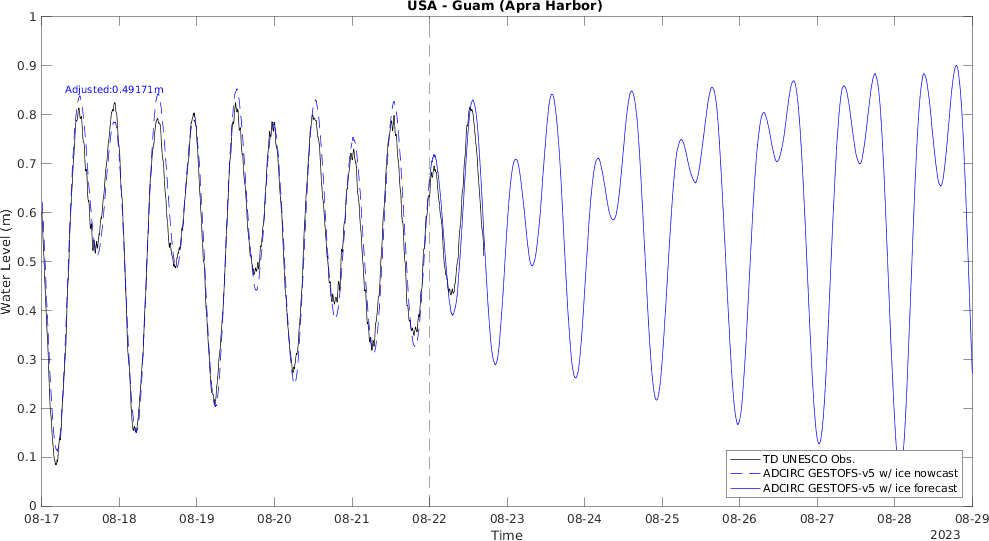 USA - Guam (Apra Harbor)
Adjusted:0.49171m
Water Level (m)
1
0.9
0.8
0.7
0.6
0.5
0.4
0.3
0.2
0.1
0
TD UNESCO Obs.
ADCIRC GESTOFS-v5 w/ ice nowcast
ADCIRC GESTOFS-v5 w/ ice forecast
08-17 08-18 08-19 08-20 08-21 08-22 08-23 08-24 08-25 08-26 08-27 08-28 08-29
Time
2023